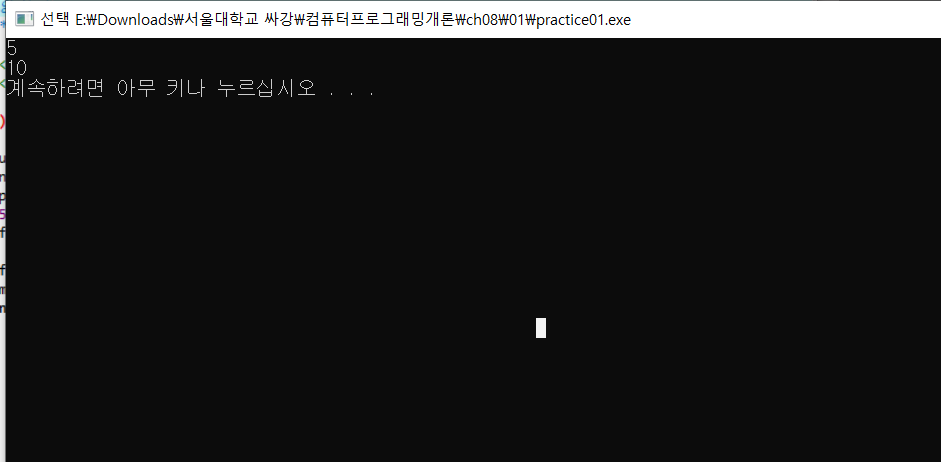 선택 E:₩Downloads₩서울대학교 싸강₩컴퓨터프로그래밍개론₩ch08₩01₩practice01.exe
5
10
계속하려면 아무 키나 누르십시오 . . .